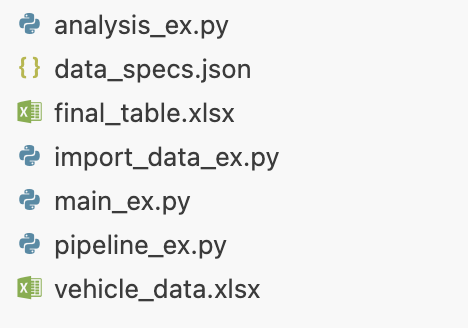 analysis_ex.py
data_specs.json
final_table.xlsx
import_data_ex.py
main_ex.py
pipeline_ex.py
vehicle_data.xlsx